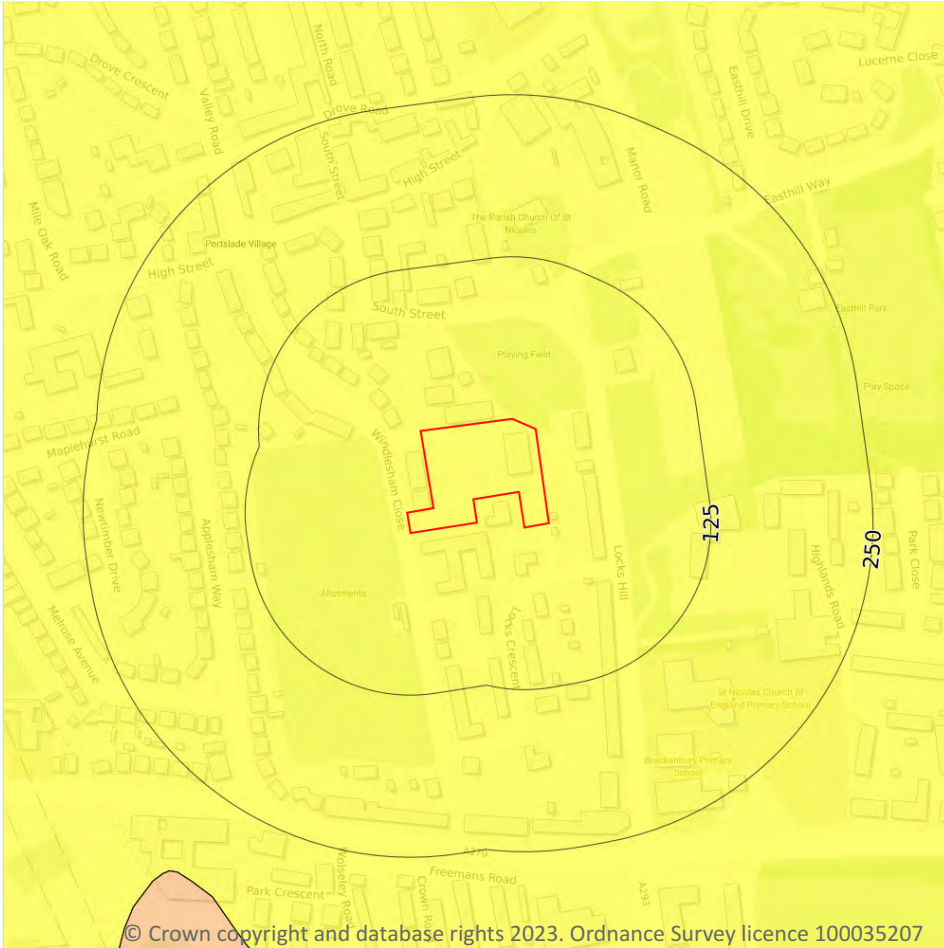 Drove Crescent
North Road
Lucerne Close
Valley Road
Easthill Drive
Drove Road
South Street
High Street
Manor Road
Easthill Way
Mile Oak Road
The Parish Church Of St
Nicolas
Portslade Village
High Street
South Street
Easthill Park
Playing Field
Play Space
Maplehurst Road
Windlesham Close
Newtimber Drive
Applesham Way
125
250
Locks Hill
Highlands Road
Park Close
Allotments
Melrose Avenue
Locks Crescent
St Nicolas Church of
England Primary School
Brackenbury Primary
School
A270
Freemans Road
Wolseley Road
Park Crescent
Crown Road
A293
© Crown copyright and database rights 2023. Ordnance Survey licence 100035207